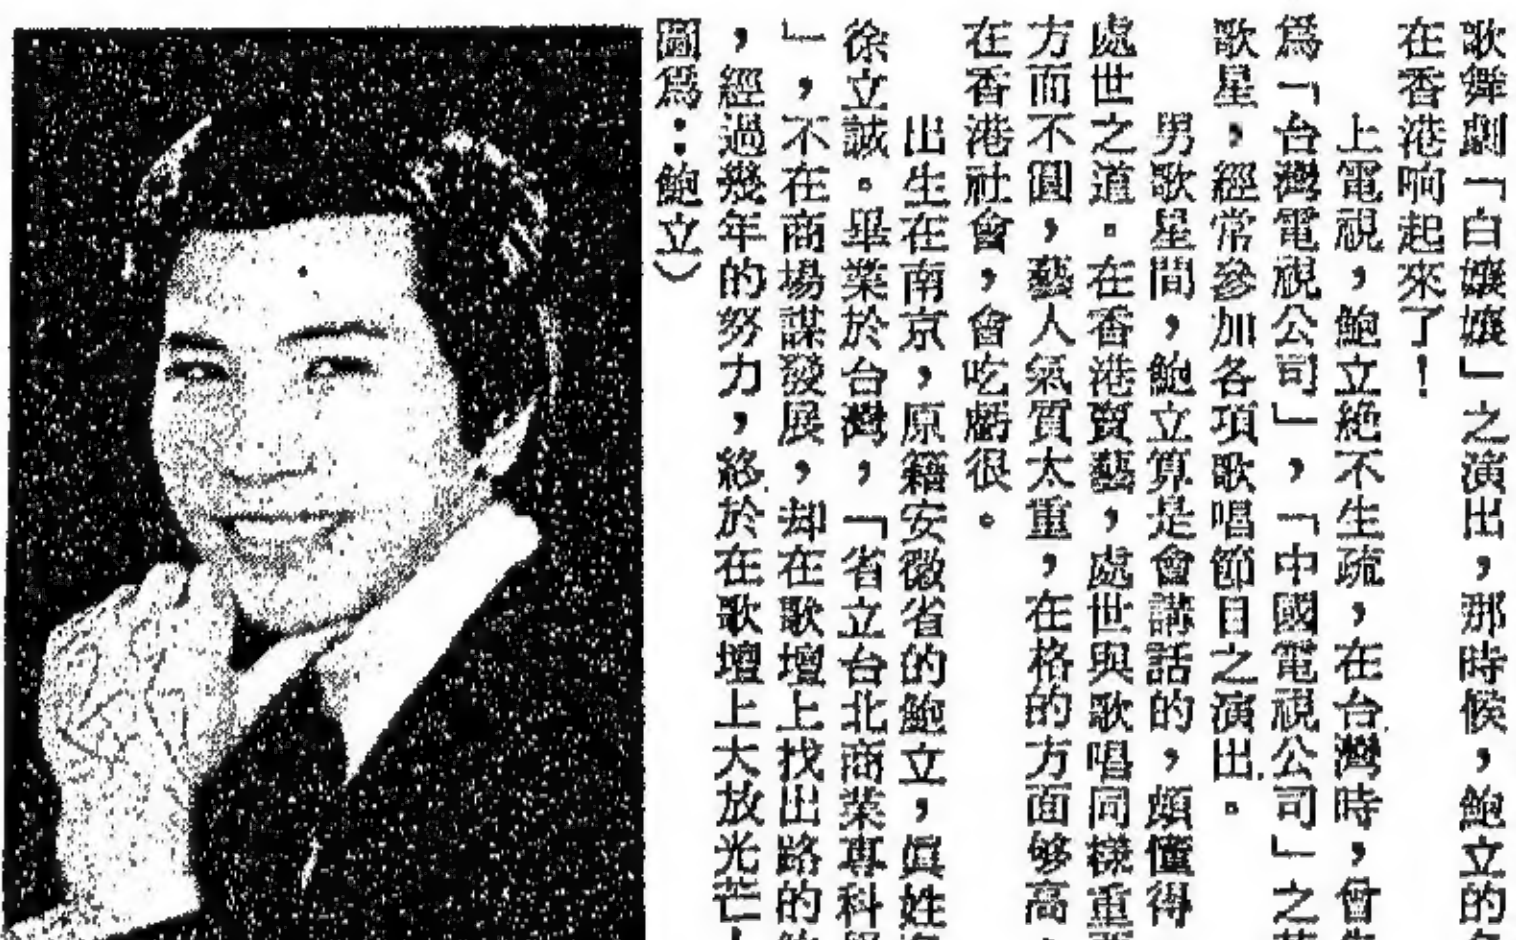 歌舞劇「白孃孃」之演出，那時候，鮑立的
在香港响起來了！
上電視，鮑立絶不生疏，在台灣時，曾
爲「台灣電視公司」，「中國電視公司」之
歌星。經常參加各項歌唱節目之演出。
男歌星間，鮑立算是會講話的，頗懂得
處世之道。在香港賣藝，處世與歌唱同樣重
方而不圓，藝人氣質太重，在格的方面够高，
在香港社會，會吃虧很。
出生在南京，原籍安徽省的鮑立，眞姓
徐立誠。畢業於台灣，「省立台北商業專科
」，不在商場謀發展，却在歌壇上找出路的
，經過幾年的努力，終於在歌壇上大放光芒！
圖爲：鮑立）